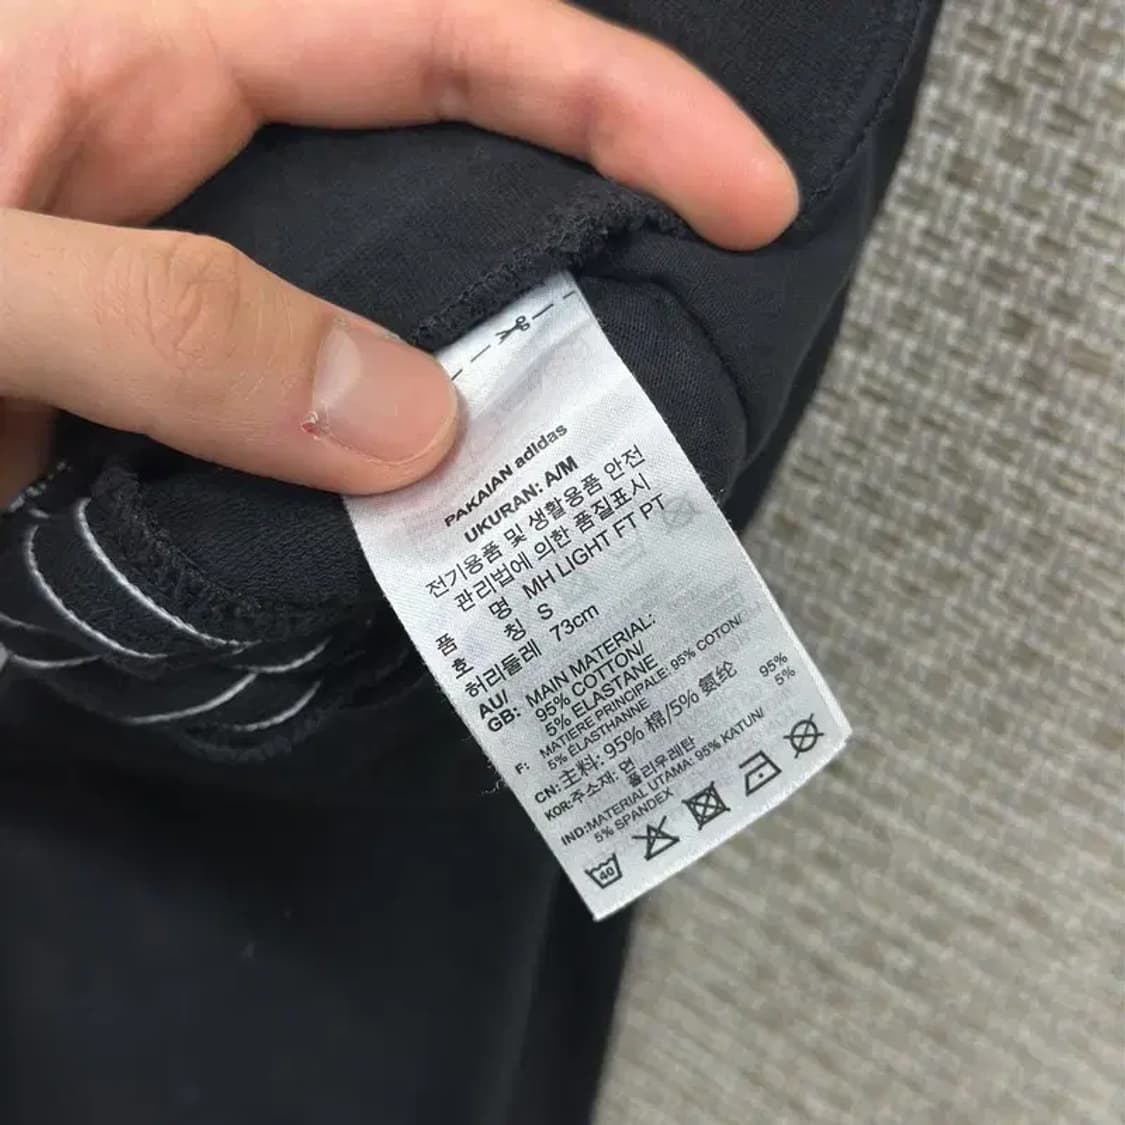 PAKAIAN adidas
UKURAN: A/M
전기용품 및 생활용품 안전
관리법에 의한 품질표시
품 명 MH LIGHT FT PT
호 칭 S
허리둘레 73cm
AU/
GB: MAIN MATERIAL:
95% COTTON/
5% ELASTANE
F: MATIERE PRINCIPALE: 95% COTON/
5% ÉLASTHANNE
CN:主料: 95% 棉/5% 氨纶
KOR:주소재: 면 95%
폴리우레탄 5%
IND:MATERIAL UTAMA: 95% KATUN/
5% SPANDEX
40